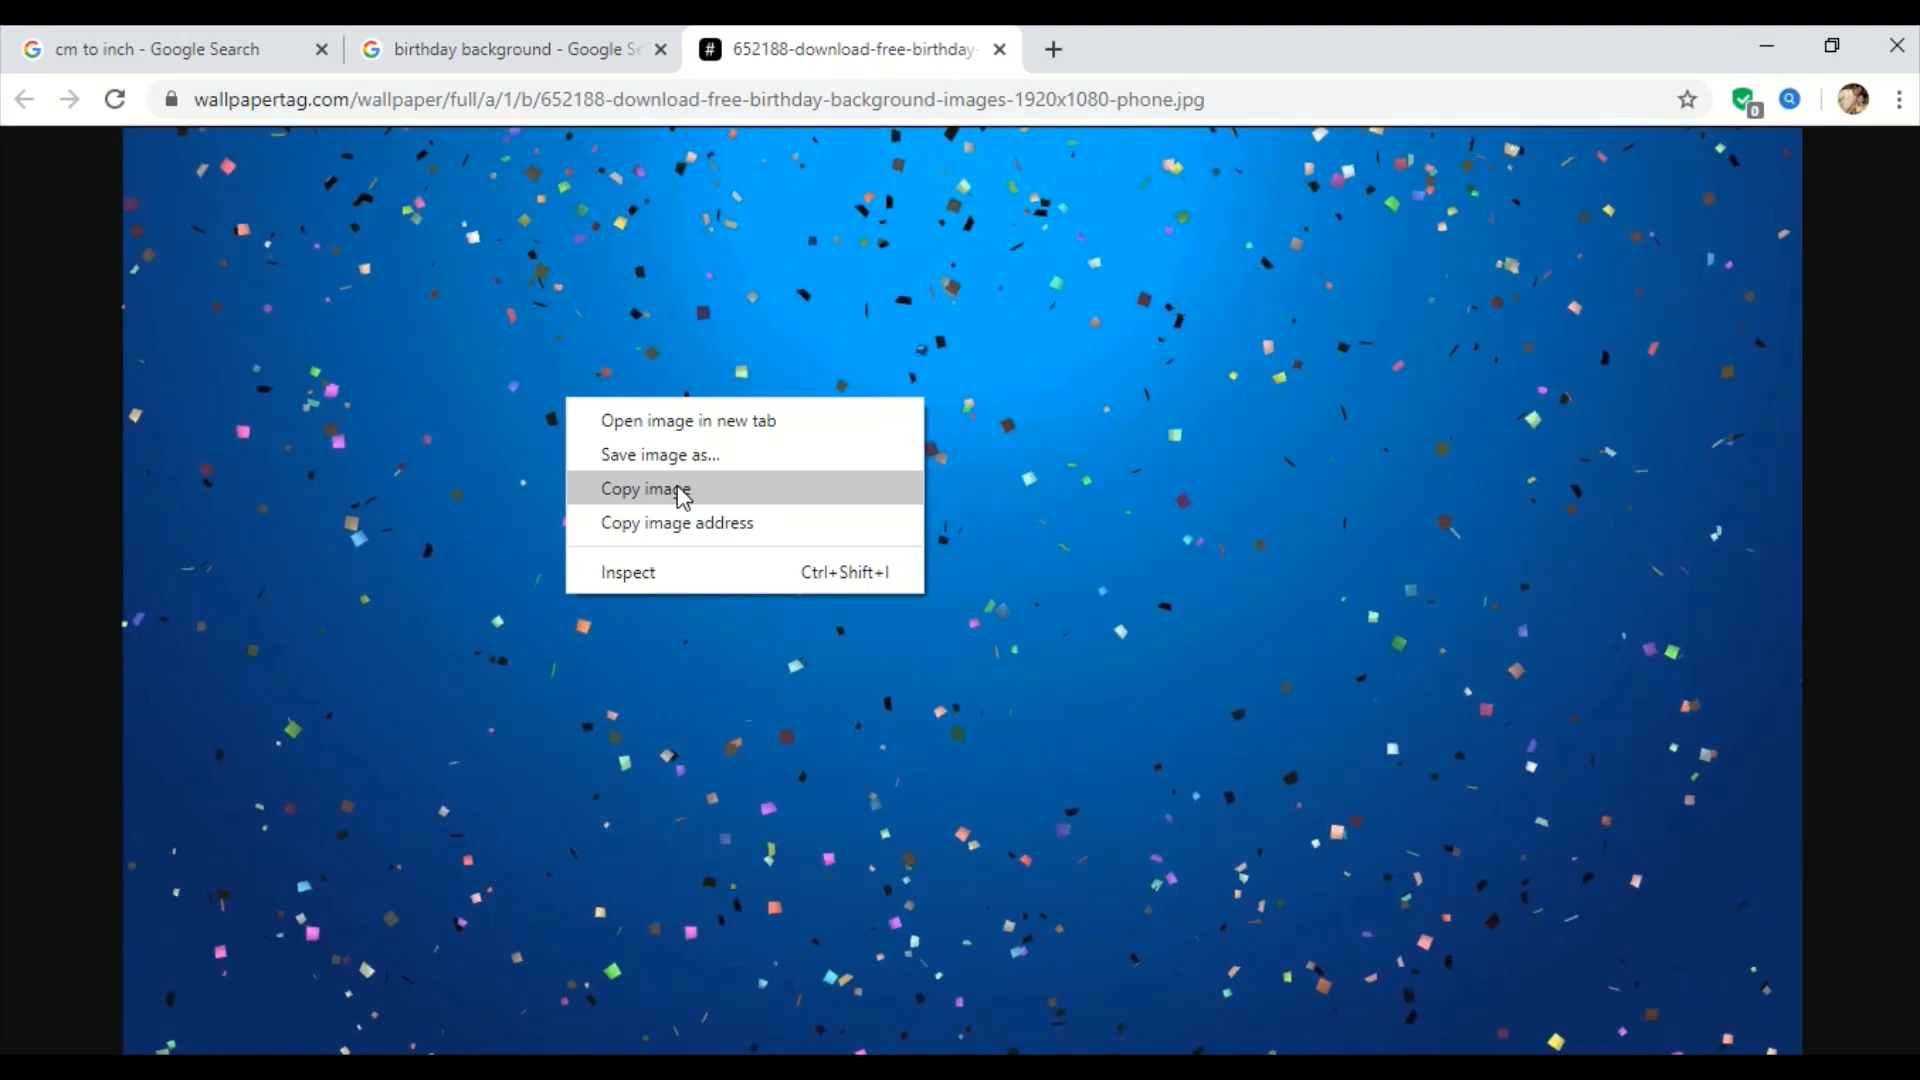 cm to inch - Google Search
birthday background - Google Se
652188-download-free-birthday-
wallpapertag.com/wallpaper/full/a/1/b/652188-download-free-birthday-background-images-1920x1080-phone.jpg
0
Open image in new tab
Save image as...
Copy image
Copy image address
Inspect Ctrl+Shift+I